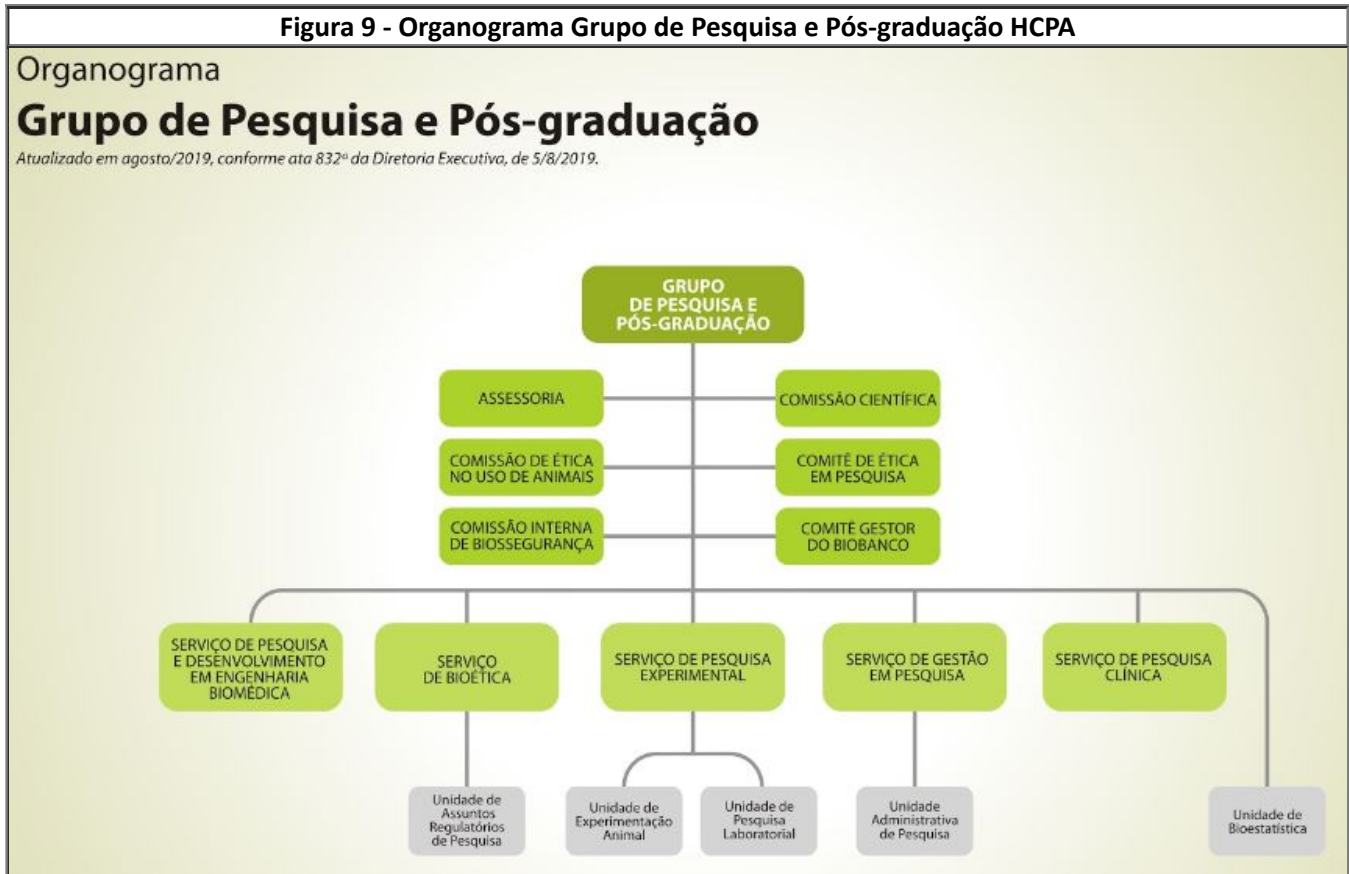 Figura 9 - Organograma Grupo de Pesquisa e Pós-graduação HCPA
Organograma
Grupo de Pesquisa e Pós-graduação
Atualizado em agosto/2019, conforme ata 832ª da Diretoria Executiva, de 5/8/2019.
GRUPO
DE PESQUISA E
PÓS-GRADUAÇÃO
ASSESSORIA
COMISSÃO CIENTÍFICA
COMISSÃO DE ÉTICA
NO USO DE ANIMAIS
COMITÊ DE ÉTICA
EM PESQUISA
COMISSÃO INTERNA
DE BIOSSEGURANÇA
COMITÊ GESTOR
DO BIOBANCO
SERVIÇO DE PESQUISA
E DESENVOLVIMENTO
EM ENGENHARIA
BIOMÉDICA
SERVIÇO
DE BIOÉTICA
SERVIÇO DE PESQUISA
EXPERIMENTAL
SERVIÇO DE GESTÃO
EM PESQUISA
SERVIÇO DE PESQUISA
CLÍNICA
Unidade de
Assuntos
Regulatórios
de Pesquisa
Unidade de
Experimentação
Animal
Unidade de
Pesquisa
Laboratorial
Unidade
Administrativa
de Pesquisa
Unidade de
Bioestatística